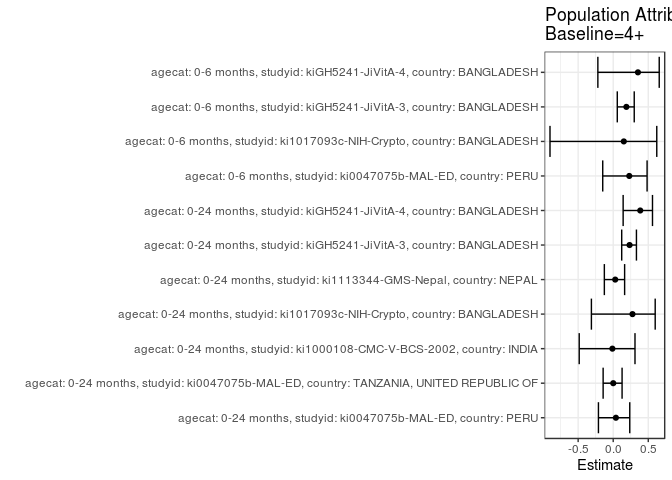 Population Attrib
Baseline=4+
agecat: 0-6 months, studyid: kiGH5241-JiVitA-4, country: BANGLADESH
agecat: 0-6 months, studyid: kiGH5241-JiVitA-3, country: BANGLADESH
agecat: 0-6 months, studyid: ki1017093c-NIH-Crypto, country: BANGLADESH
agecat: 0-6 months, studyid: ki0047075b-MAL-ED, country: PERU
agecat: 0-24 months, studyid: kiGH5241-JiVitA-4, country: BANGLADESH
agecat: 0-24 months, studyid: kiGH5241-JiVitA-3, country: BANGLADESH
agecat: 0-24 months, studyid: ki1113344-GMS-Nepal, country: NEPAL
agecat: 0-24 months, studyid: ki1017093c-NIH-Crypto, country: BANGLADESH
agecat: 0-24 months, studyid: ki1000108-CMC-V-BCS-2002, country: INDIA
agecat: 0-24 months, studyid: ki0047075b-MAL-ED, country: TANZANIA, UNITED REPUBLIC OF
agecat: 0-24 months, studyid: ki0047075b-MAL-ED, country: PERU
-0.5 0.0 0.5
Estimate